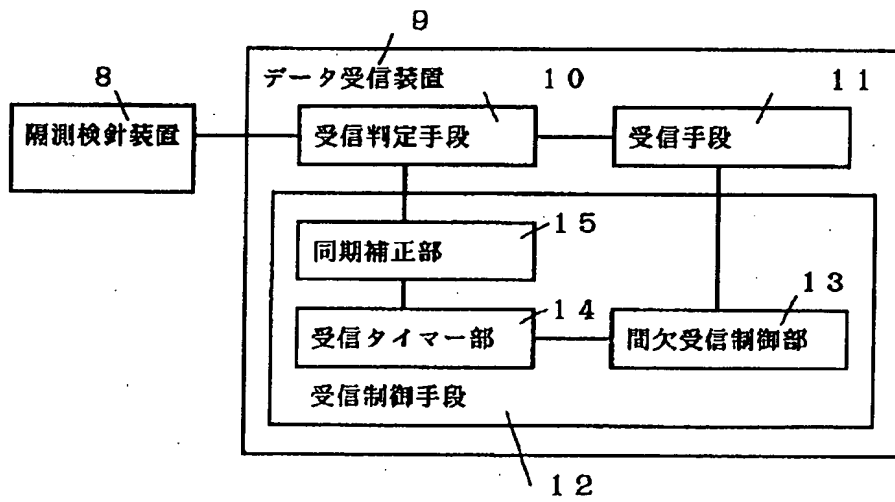 9
データ受信装置
8
10
11
隔測検針装置
受信判定手段
受信手段
15
同期補正部
14
13
受信タイマー部
間欠受信制御部
受信制御手段
12